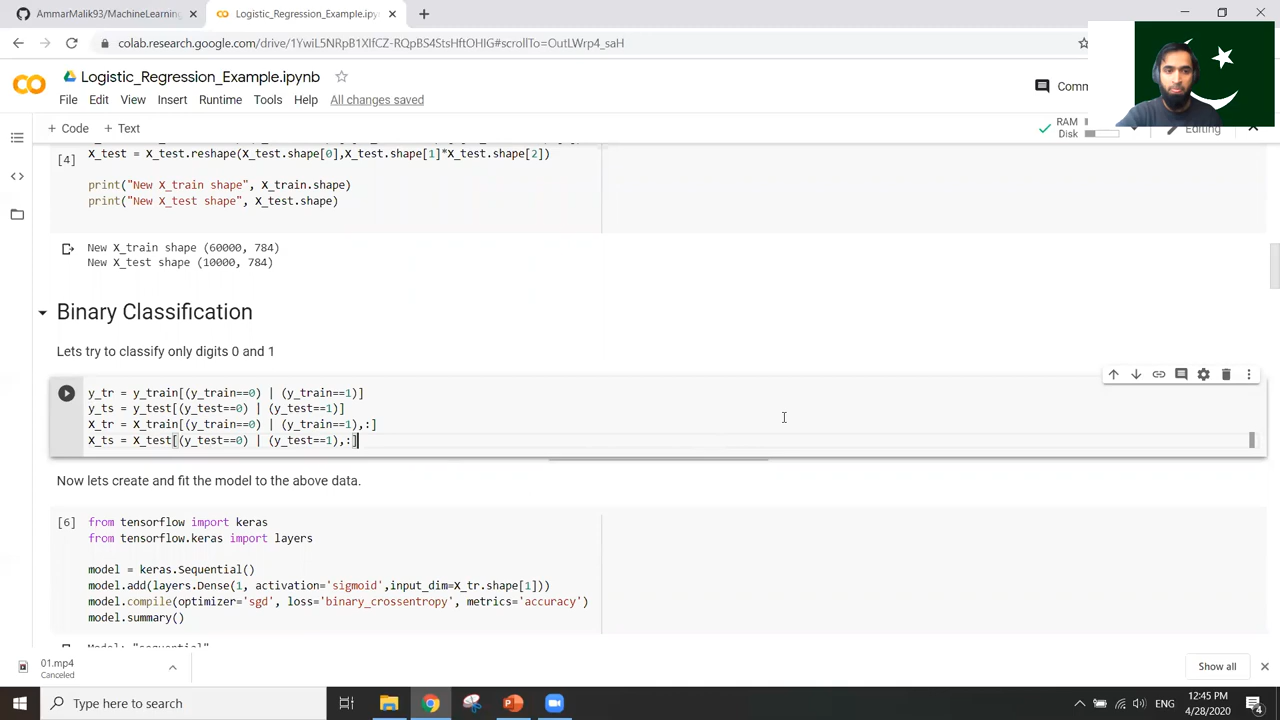 AmmarMalik93/MachineLearning
Logistic_Regression_Example.ipynb
colab.research.google.com/drive/1YwiL5NRpB1XIfCZ-RQpBS4StsHftOHIG#scrollTo=OutLWrp4_saH
Logistic_Regression_Example.ipynb
File Edit View Insert Runtime Tools Help All changes saved
Comm
+ Code + Text
RAM
Disk
Editing
[4]
X_test = X_test.reshape(X_test.shape[0],X_test.shape[1]*X_test.shape[2])
print("New X_train shape", X_train.shape)
print("New X_test shape", X_test.shape)
New X_train shape (60000, 784)
New X_test shape (10000, 784)
Binary Classification
Lets try to classify only digits 0 and 1
y_tr = y_train[(y_train==0) | (y_train==1)]
y_ts = y_test[(y_test==0) | (y_test==1)]
X_tr = X_train[(y_train==0) | (y_train==1),:]
X_ts = X_test[(y_test==0) | (y_test==1),:]
Now lets create and fit the model to the above data.
[6]
from tensorflow import keras
from tensorflow.keras import layers
model = keras.Sequential()
model.add(layers.Dense(1, activation='sigmoid',input_dim=X_tr.shape[1]))
model.compile(optimizer='sgd', loss='binary_crossentropy', metrics='accuracy')
model.summary()
Model: "sequential"
01.mp4
Canceled
Show all
Type here to search
ENG
12:45 PM
4/28/2020
4